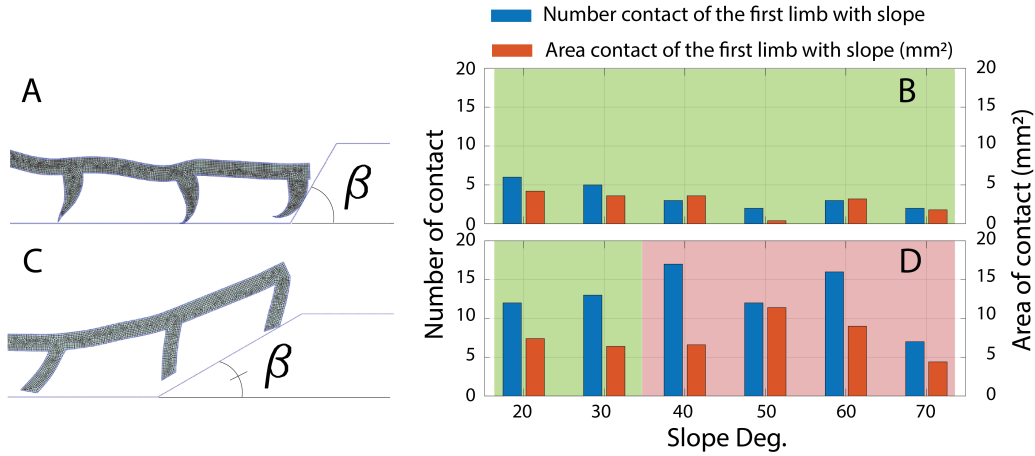 Number contact of the first limb with slope
Area contact of the first limb with slope (mm²)
A
β
C
β
Number of contact
20
15
10
5
0
B
20
15
10
5
0
20
15
10
5
0
D
20
15
10
5
0
Area of contact (mm²)
20 30 40 50 60 70
Slope Deg.